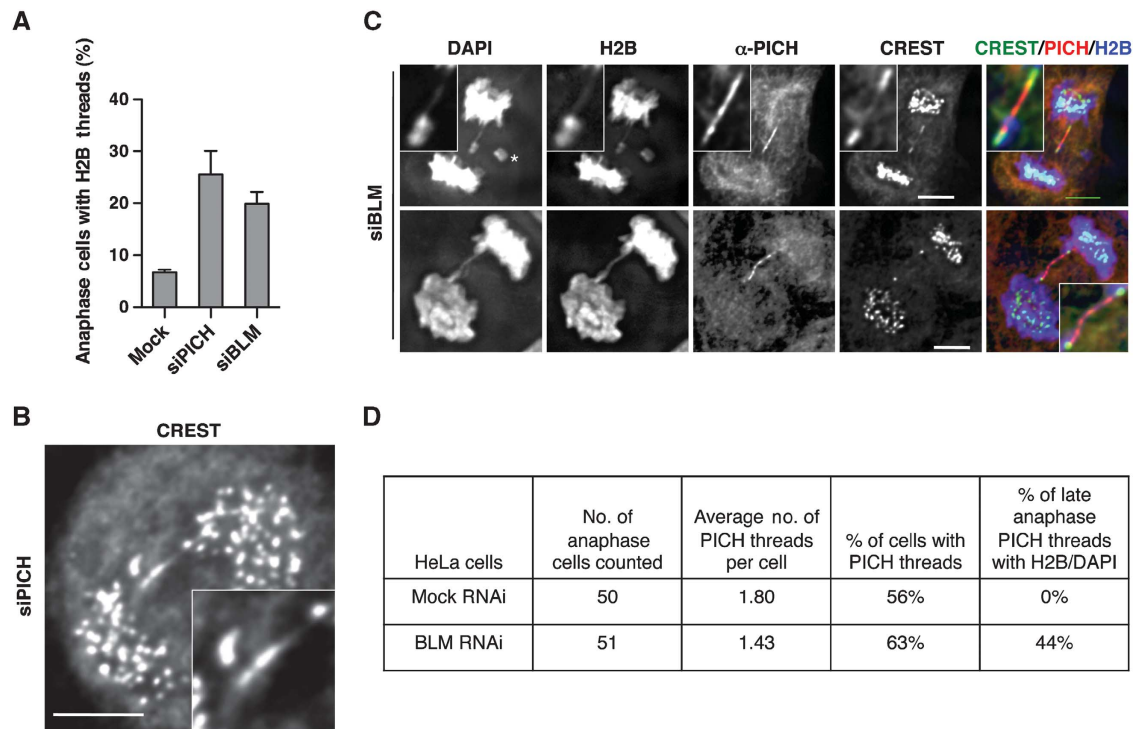 A
Anaphase cells with H2B threads (%)
40
30
20
10
0
Mock
siPICH
siBLM
B
CREST
siPICH
C
DAPI
H2B
α-PICH
CREST
CREST/PICH/H2B
siBLM
*
D
HeLa cells
No. of
anaphase
cells counted
Average no. of
PICH threads
per cell
% of cells with
PICH threads
% of late
anaphase
PICH threads
with H2B/DAPI
Mock RNAi 50 1.80 56% 0%
BLM RNAi 51 1.43 63% 44%